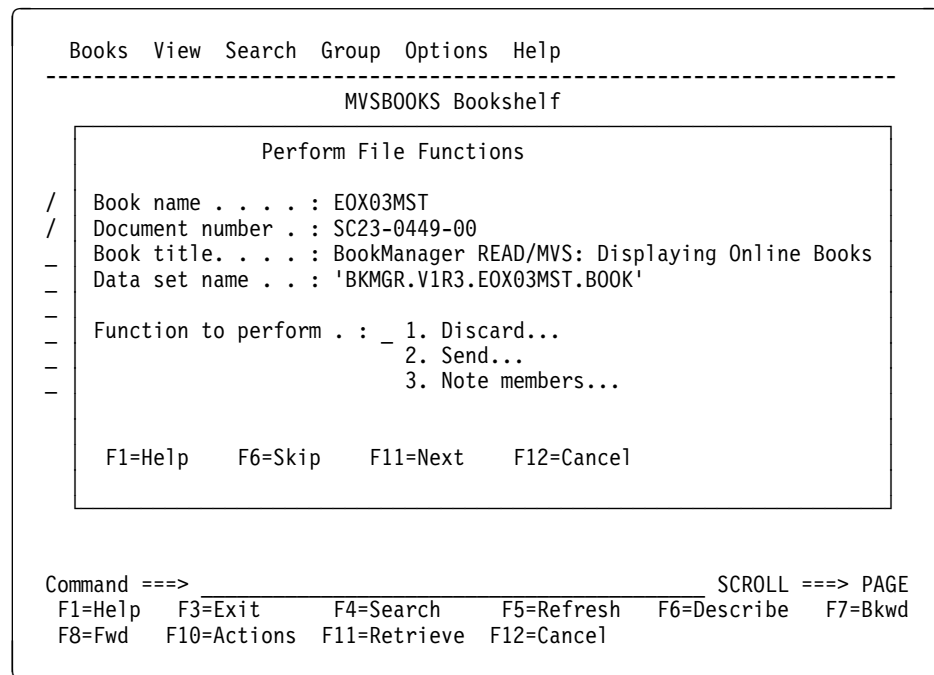 Books  View  Search  Group  Options  Help
-----------------------------------------------------------------------
MVSBOOKS Bookshelf
Perform File Functions
/  Book name . . . . : EOX03MST
/  Document number . : SC23-0449-00
_  Book title. . . . : BookManager READ/MVS: Displaying Online Books
_  Data set name . . : 'BKMGR.V1R3.EOX03MST.BOOK'
_
_  Function to perform . : _ 1. Discard...
_  2. Send...
_  3. Note members...
F1=Help    F6=Skip    F11=Next    F12=Cancel
Command ===> __________________________________________ SCROLL ===> PAGE
F1=Help   F3=Exit      F4=Search     F5=Refresh   F6=Describe   F7=Bkwd
F8=Fwd   F10=Actions  F11=Retrieve  F12=Cancel